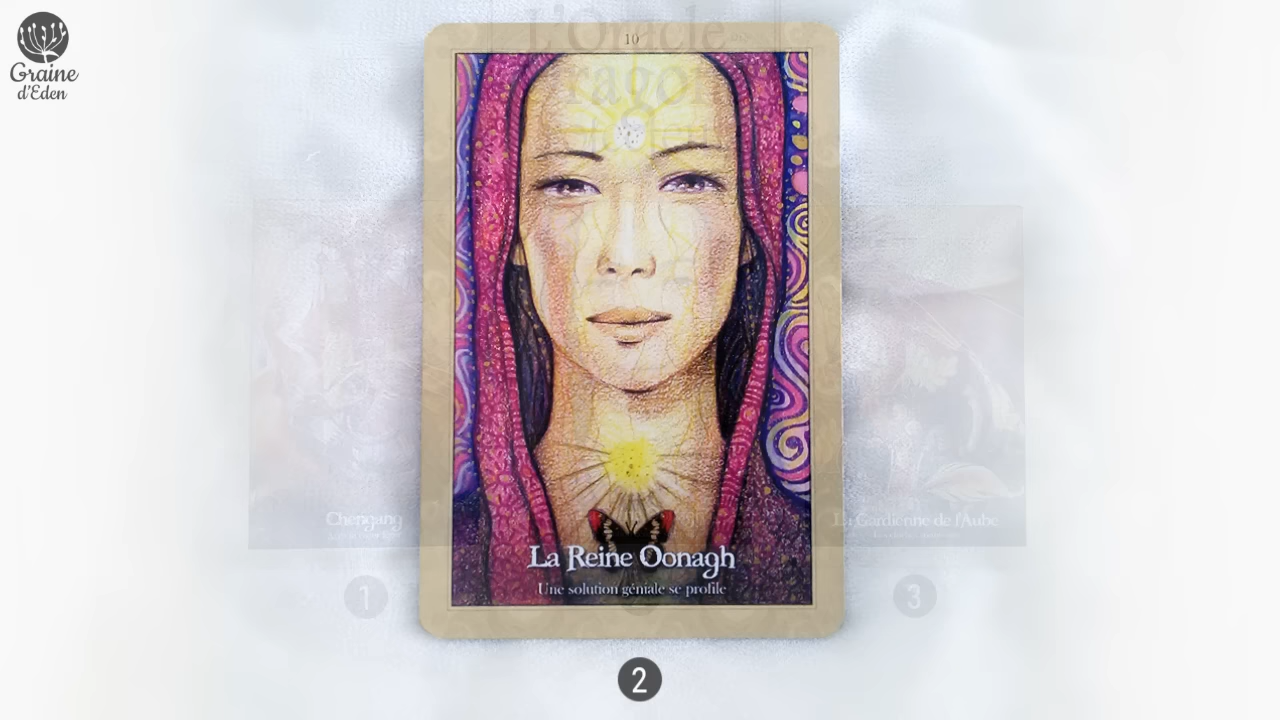 Graine
d'Eden
10
L'Oracle
Chengang
La Gardienne de l'Aube
La Reine Oonagh
Une solution géniale se profile
1
3
2